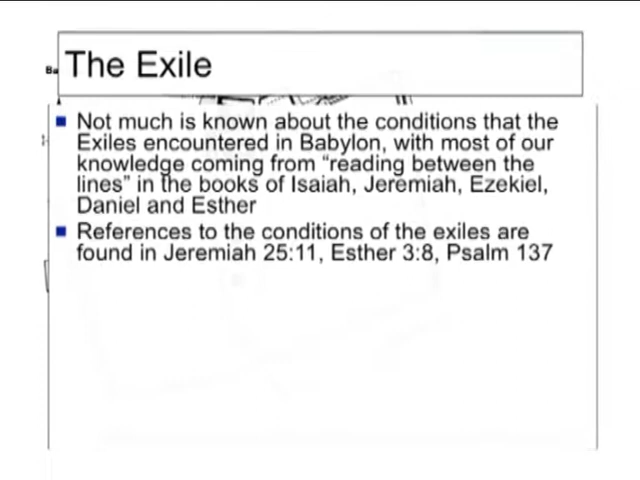 The Exile
Not much is known about the conditions that the
Exiles encountered in Babylon, with most of our
knowledge coming from “reading between the
lines” in the books of Isaiah, Jeremiah, Ezekiel,
Daniel and Esther
References to the conditions of the exiles are
found in Jeremiah 25:11, Esther 3:8, Psalm 137